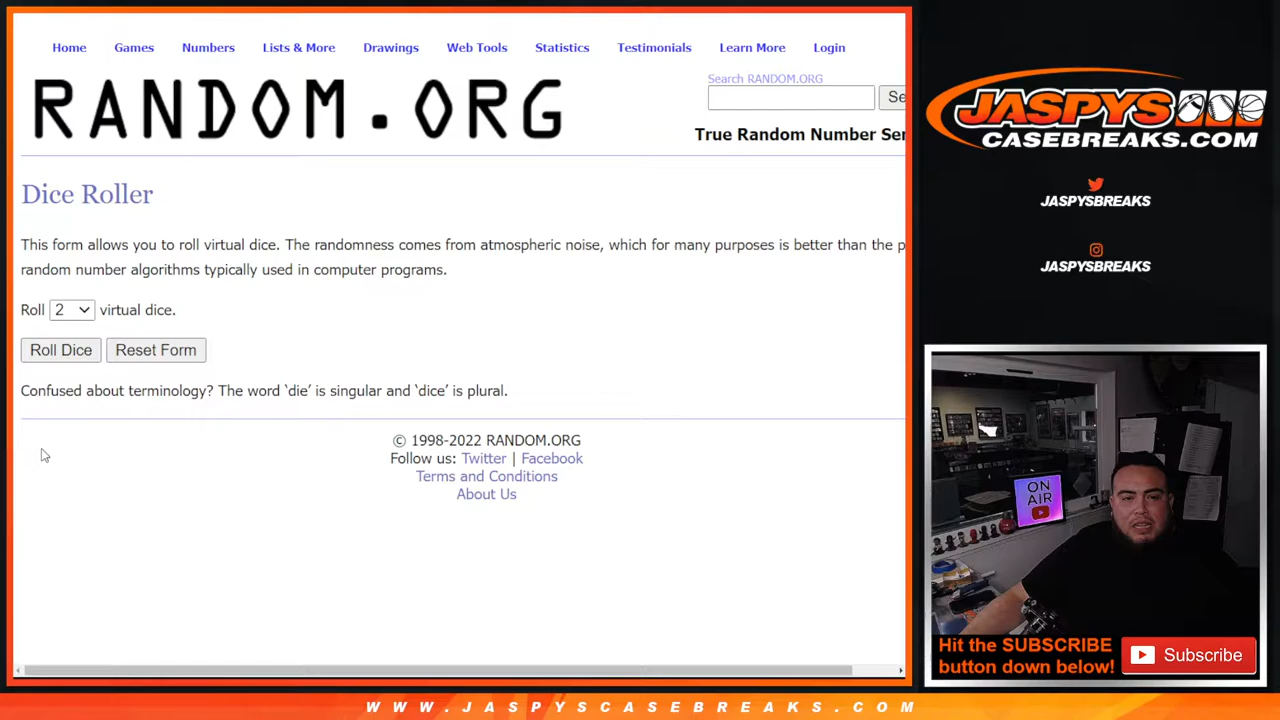 Home Games Numbers Lists & More Drawings Web Tools Statistics Testimonials Learn More Login
RANDOM.ORG
Search RANDOM.ORG
Se
True Random Number Ser
Dice Roller
This form allows you to roll virtual dice. The randomness comes from atmospheric noise, which for many purposes is better than the p
random number algorithms typically used in computer programs.
Roll 2 virtual dice.
Roll Dice Reset Form
Confused about terminology? The word ‘die’ is singular and ‘dice’ is plural.
© 1998-2022 RANDOM.ORG
Follow us: Twitter | Facebook
Terms and Conditions
About Us
JASPYS
CASEBREAKS.COM
JASPYSBREAKS
JASPYSBREAKS
ON
AIR
Hit the SUBSCRIBE
button down below!
Subscribe
WWW.JASPYSCASEBREAKS.COM